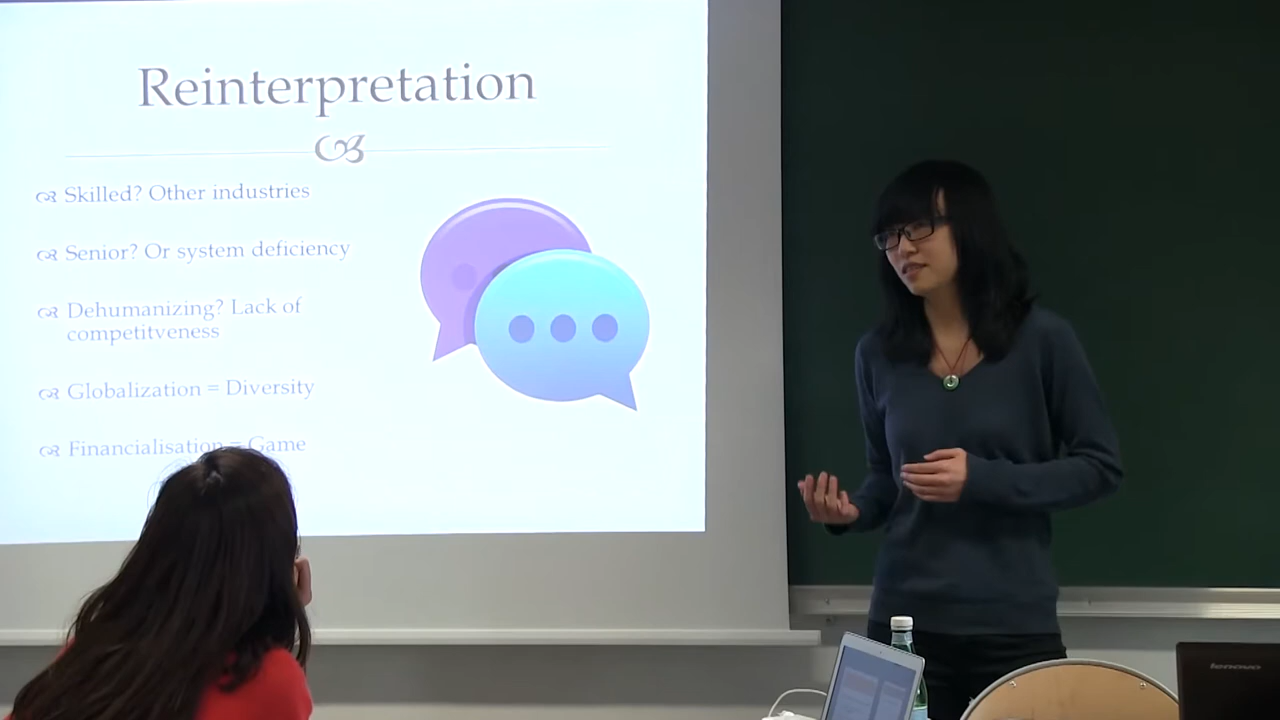 Reinterpretation
Skilled? Other industries
Senior? Or system deficiency
Dehumanizing? Lack of
competitveness
Globalization = Diversity
Financialisation = Game
lenovo